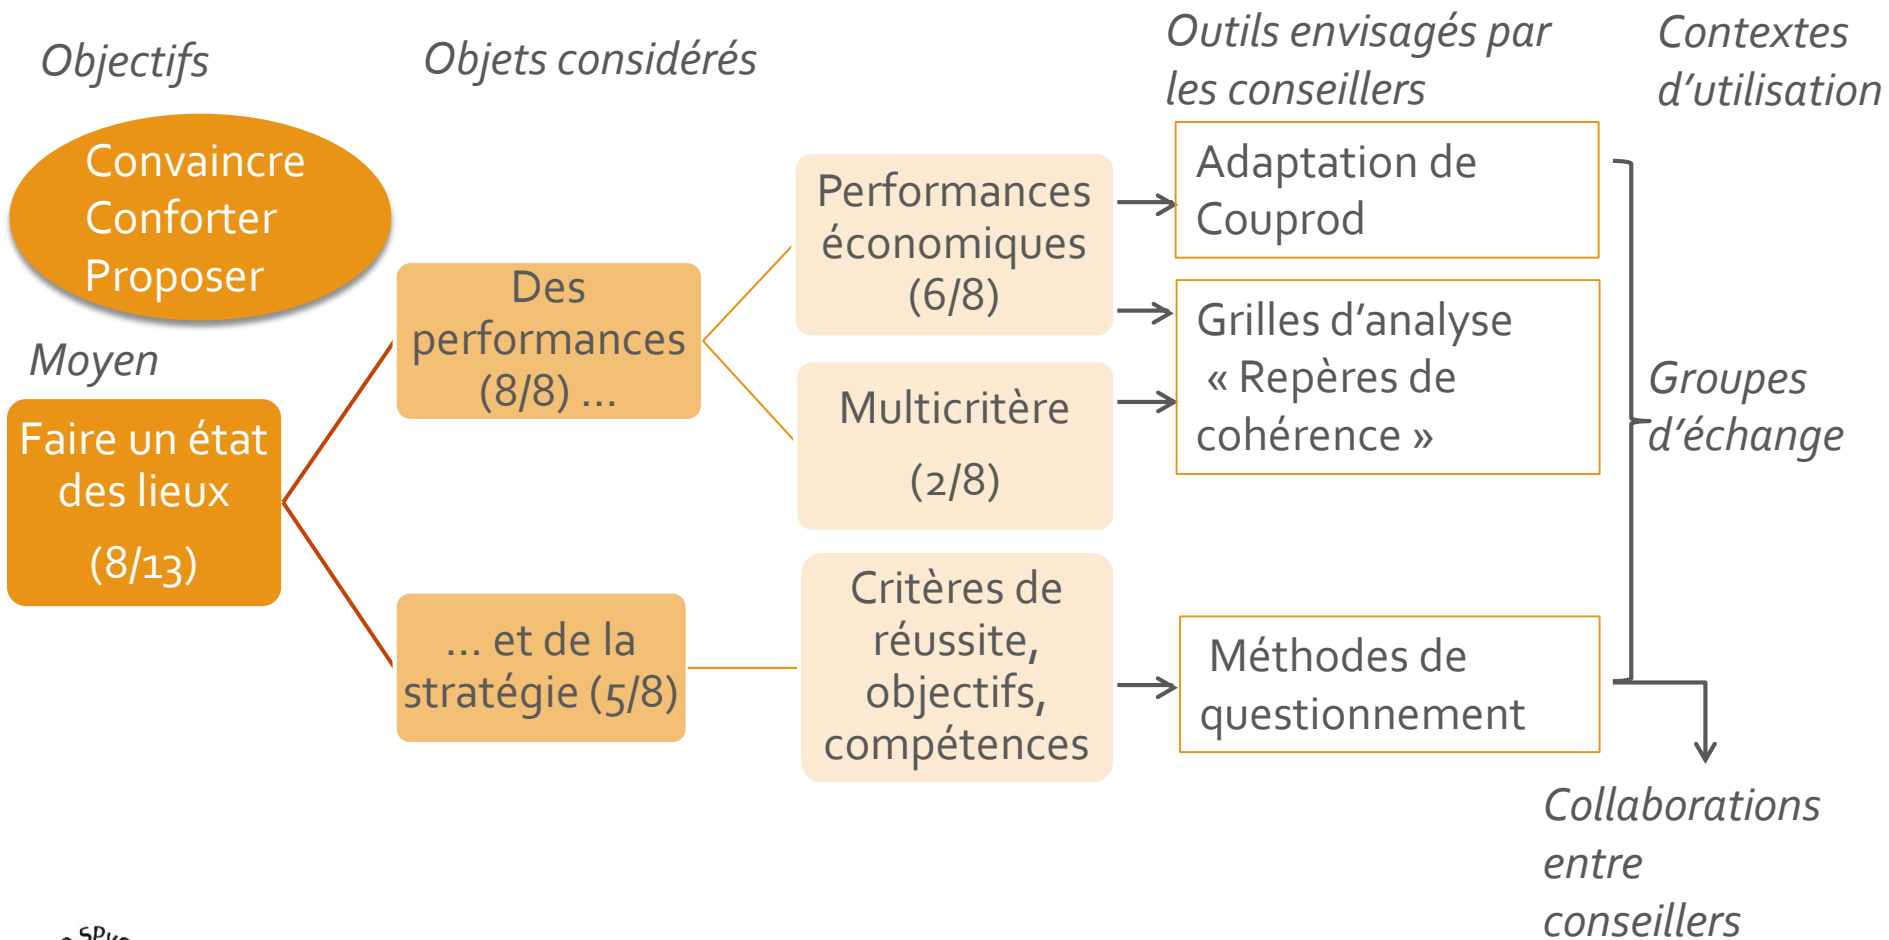 Objectifs
Objets considérés
Outils envisagés par
les conseillers
Contextes
d'utilisation
Convaincre
Conforter
Proposer
Moyen
Faire un état
des lieux
(8/13)
Des
performances
(8/8) ...
... et de la
stratégie (5/8)
Performances
économiques
(6/8)
Multicritère
(2/8)
Critères de
réussite,
objectifs,
compétences
Adaptation de
Couprod
Grilles d'analyse
« Repères de
cohérence »
Méthodes de
questionnement
Groupes
d'échange
Collaborations
entre
conseillers